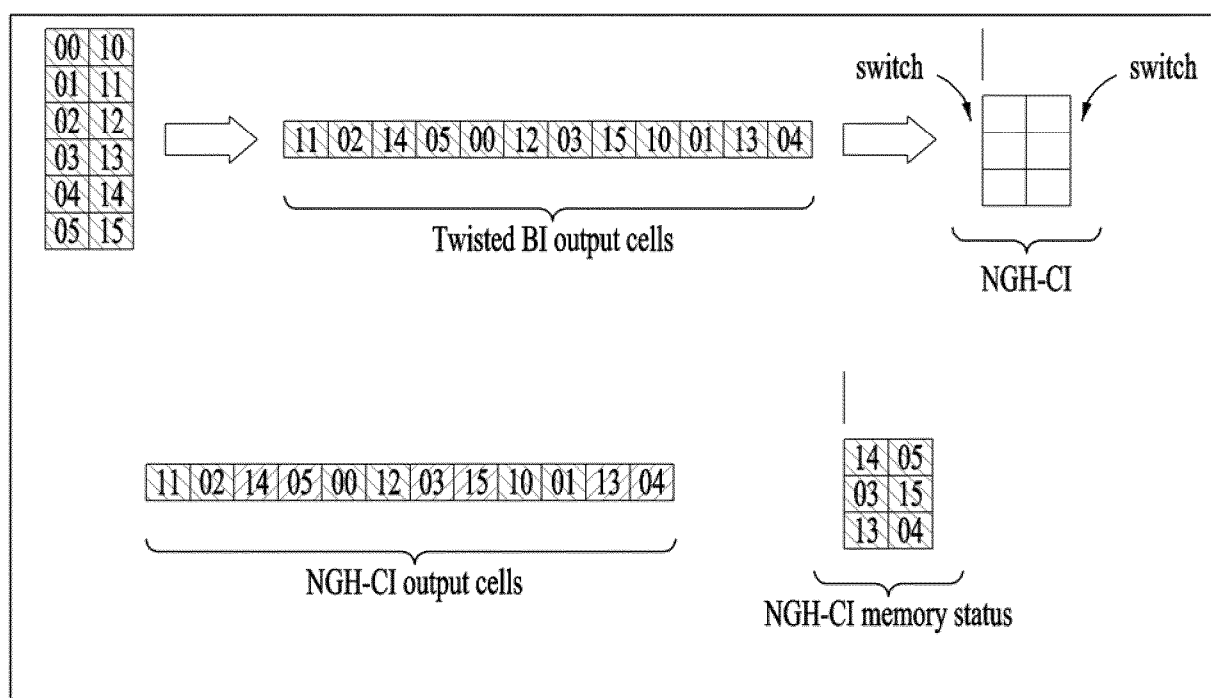 00 10
01 11
02 12
03 13
04 14
05 15
11 02 14 05 00 12 03 15 10 01 13 04
Twisted BI output cells
switch
switch
NGH-CI
11 02 14 05 00 12 03 15 10 01 13 04
NGH-CI output cells
14 05
03 15
13 04
NGH-CI memory status